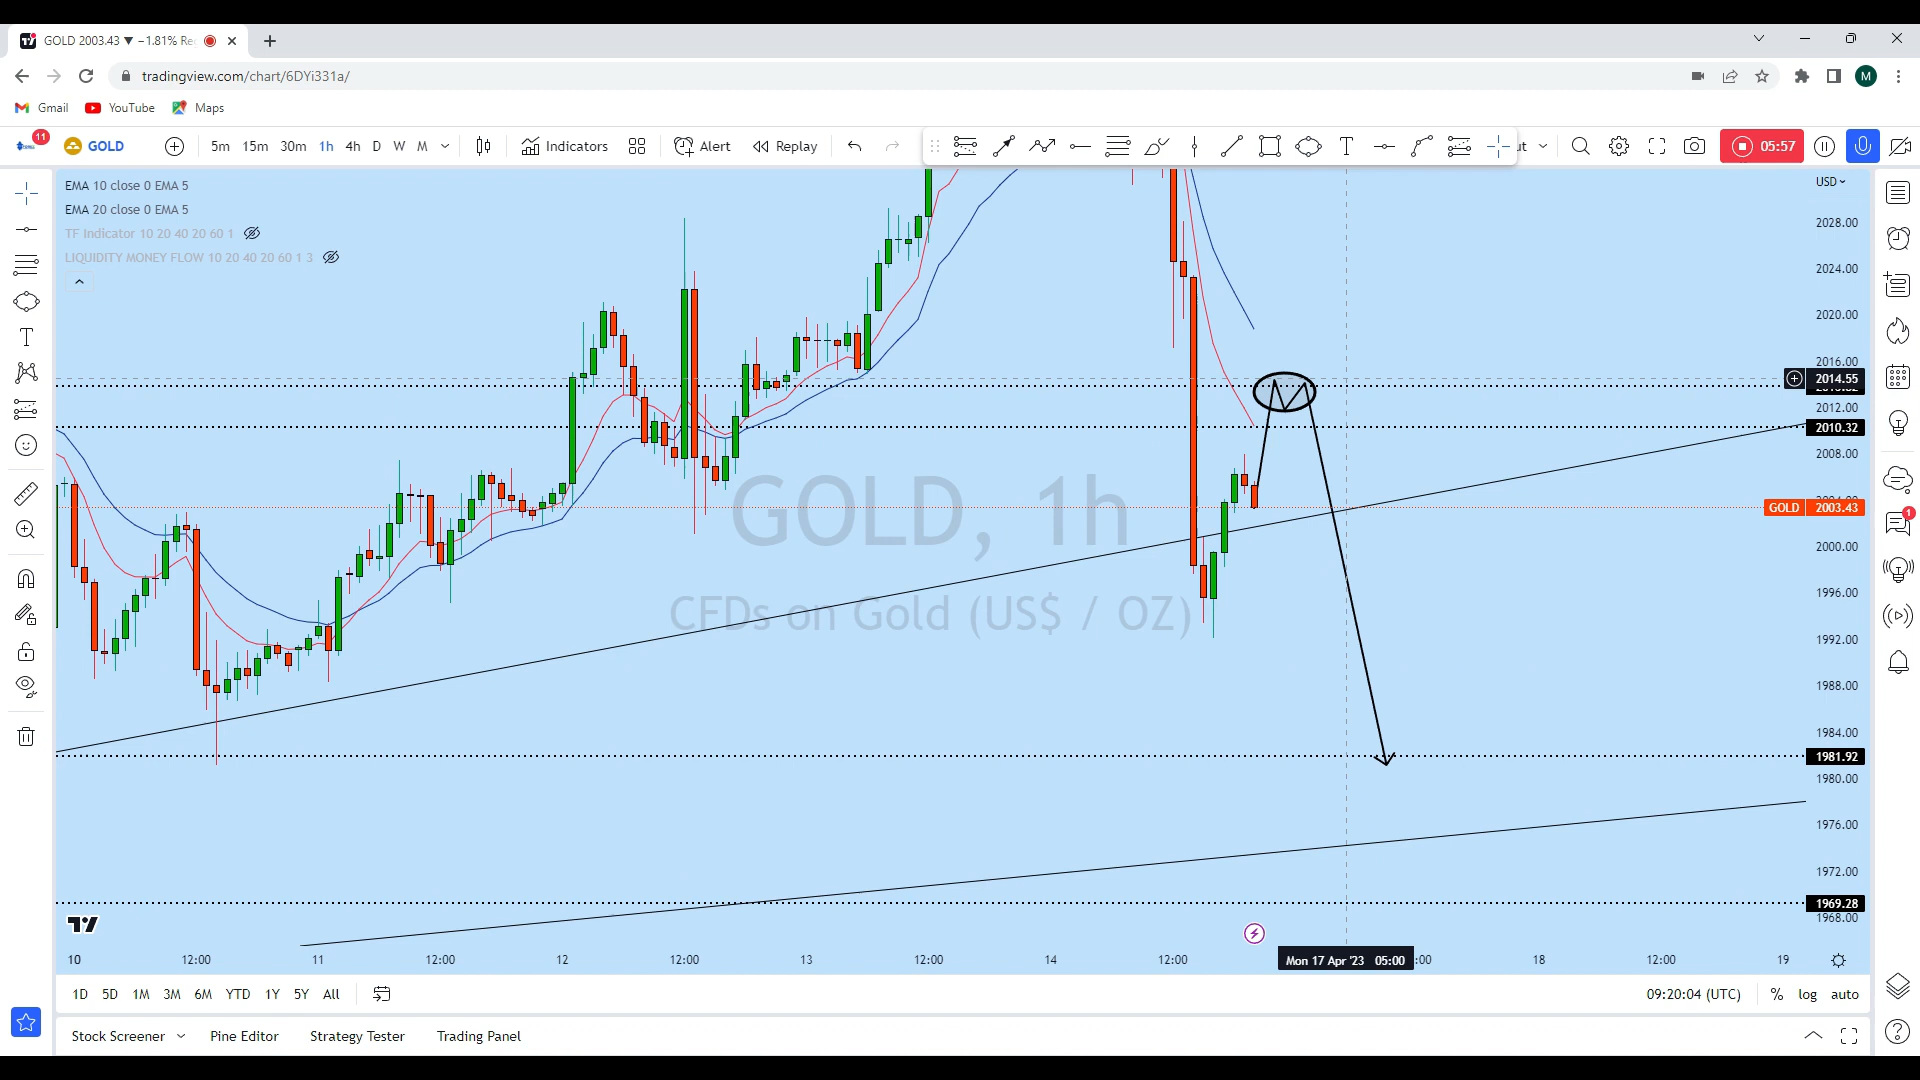 GOLD 2003.43 ▼ −1.81% Re
tradingview.com/chart/6DYi331a/
M
Gmail YouTube Maps
11
GOLD 5m 15m 30m 1h 4h D W M Indicators Alert Replay ut 05:57
EMA 10 close 0 EMA 5
EMA 20 close 0 EMA 5
TF Indicator 10 20 40 20 60 1
LIQUIDITY MONEY FLOW 10 20 40 20 60 1 3
USD
2028.00
2024.00
2020.00
2016.00
2014.55
2012.00
2010.32
2008.00
GOLD 2003.43
2000.00
1996.00
1992.00
1988.00
1984.00
1981.92
1980.00
1976.00
1972.00
1969.28
1968.00
GOLD, 1h
CFDs on Gold (US$ / OZ)
1
10 12:00 11 12:00 12 12:00 13 12:00 14 12:00 Mon 17 Apr '23 05:00 :00 18 12:00 19
1D 5D 1M 3M 6M YTD 1Y 5Y All 09:20:04 (UTC) % log auto
Stock Screener Pine Editor Strategy Tester Trading Panel